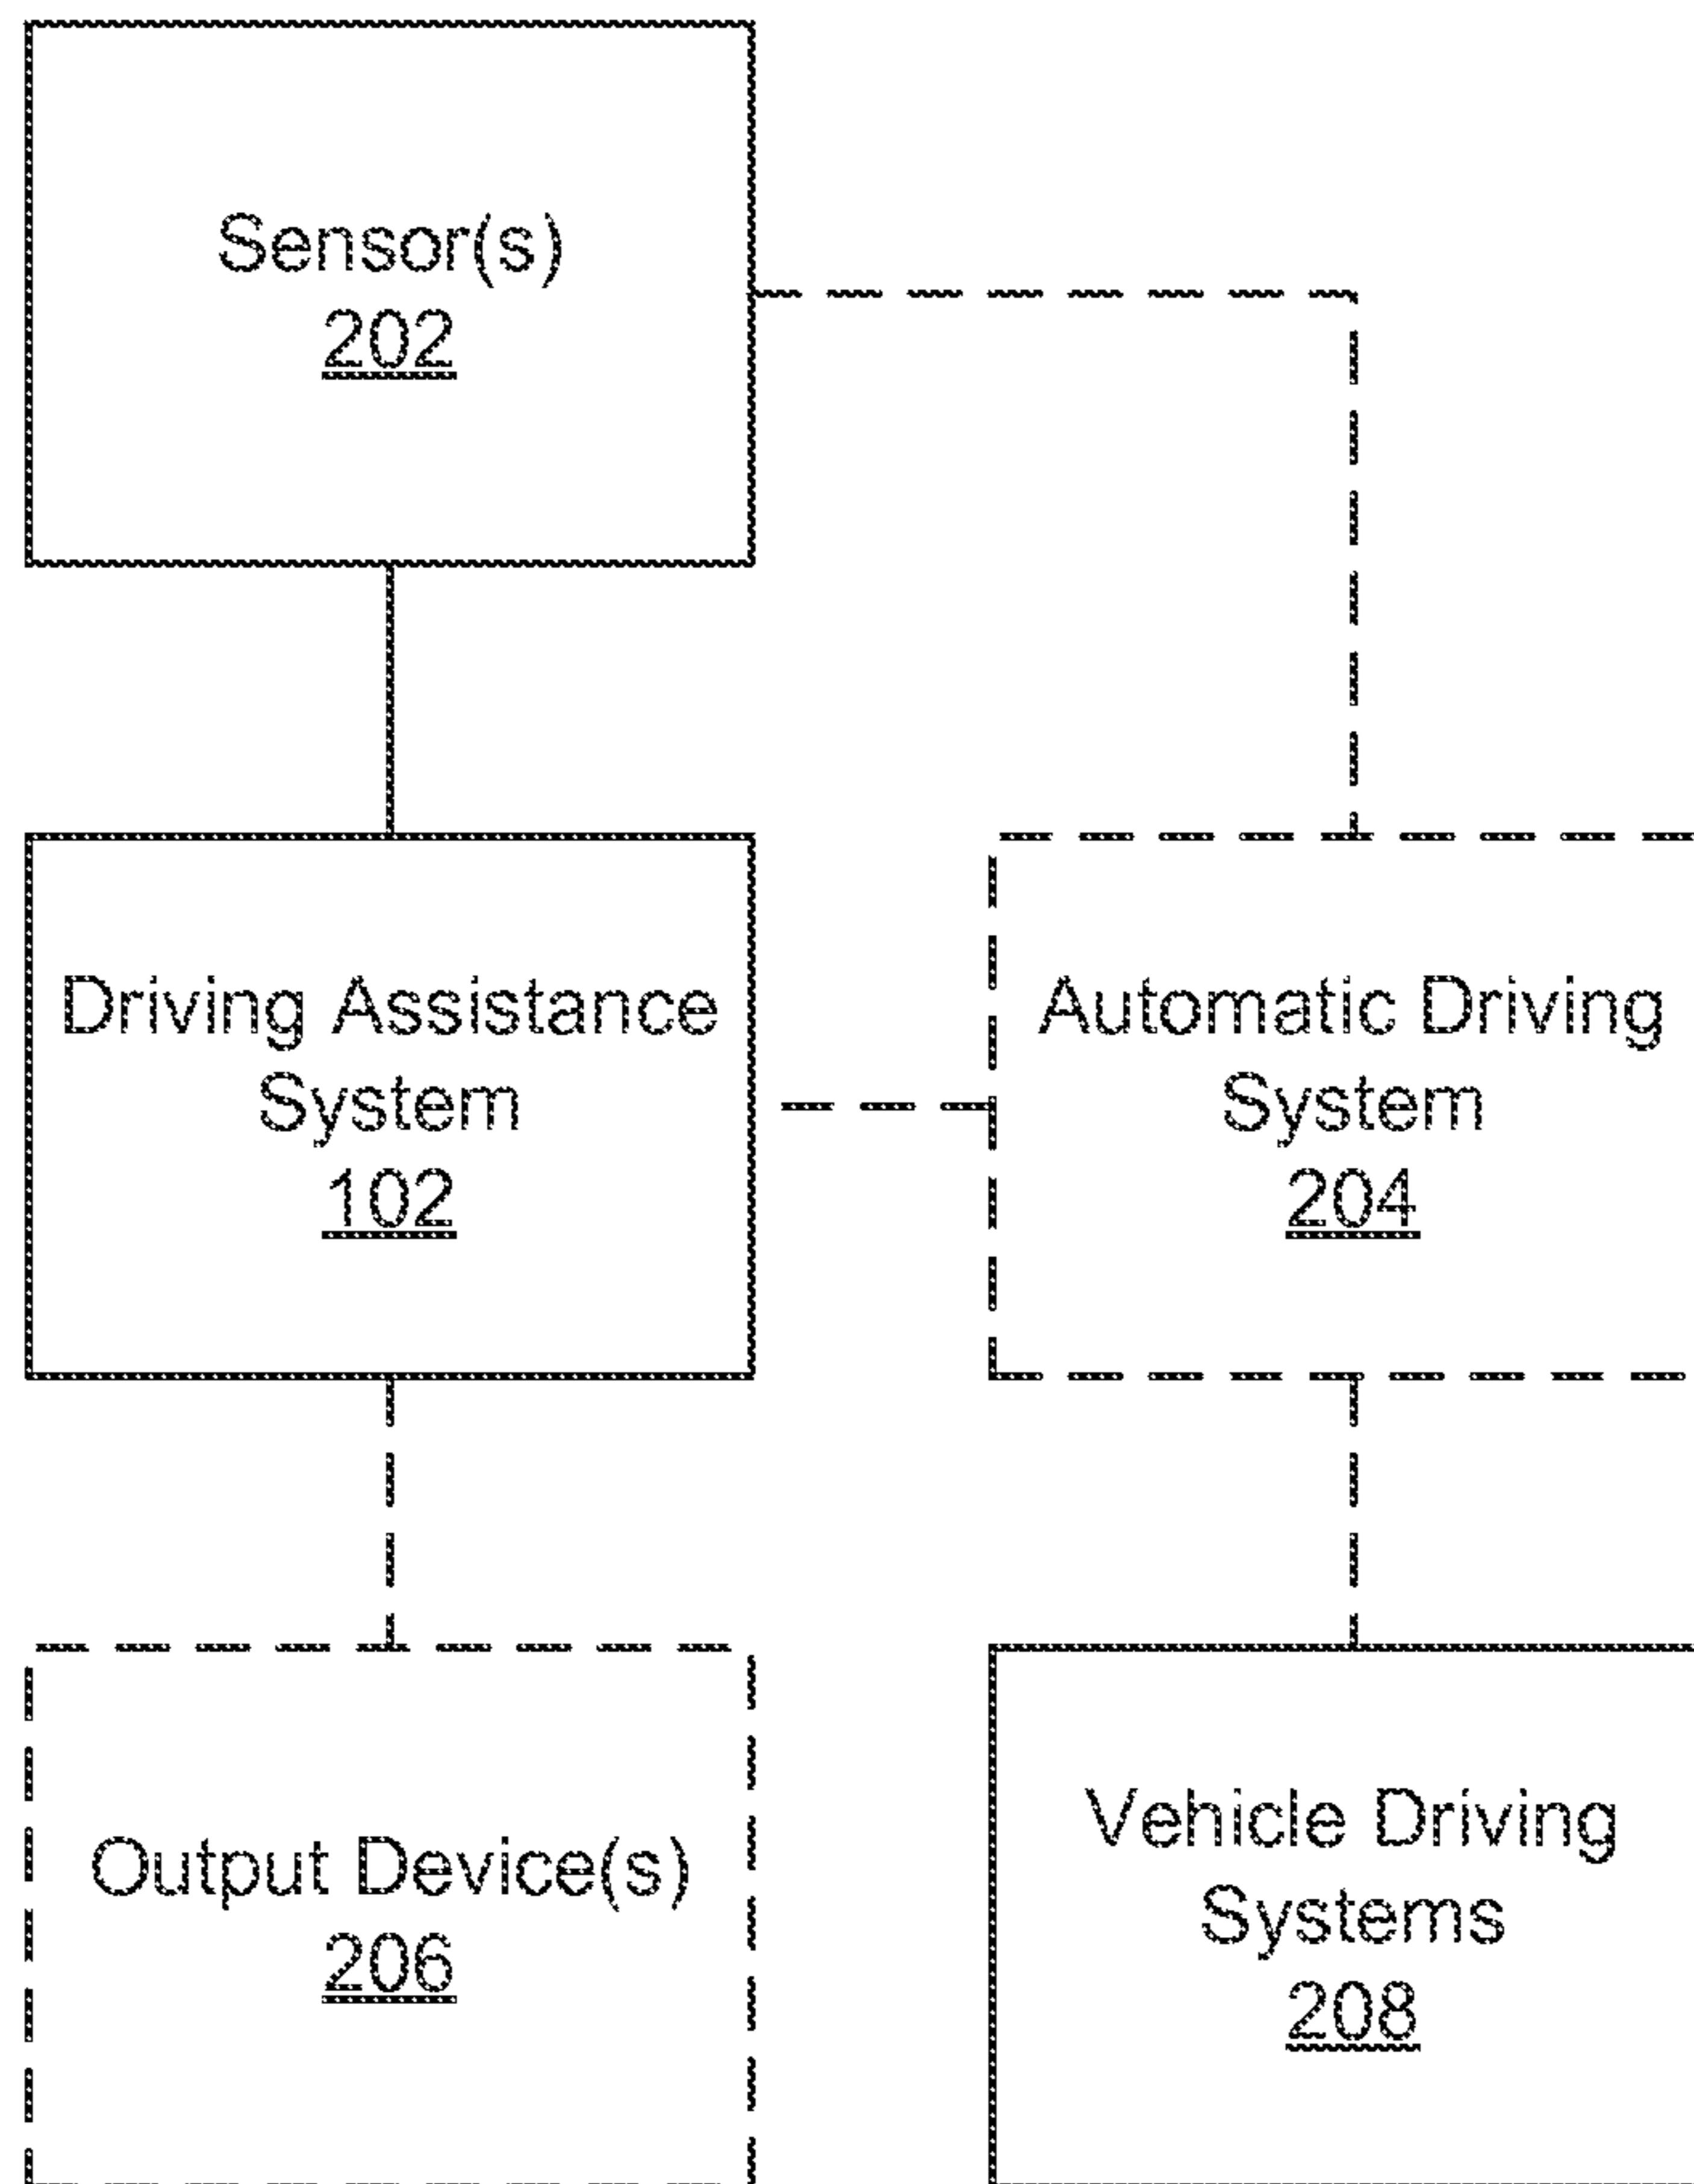 Sensor(s)
202
Driving Assistance
System
102
Automatic Driving
System
204
Output Device(s)
206
Vehicle Driving
Systems
208